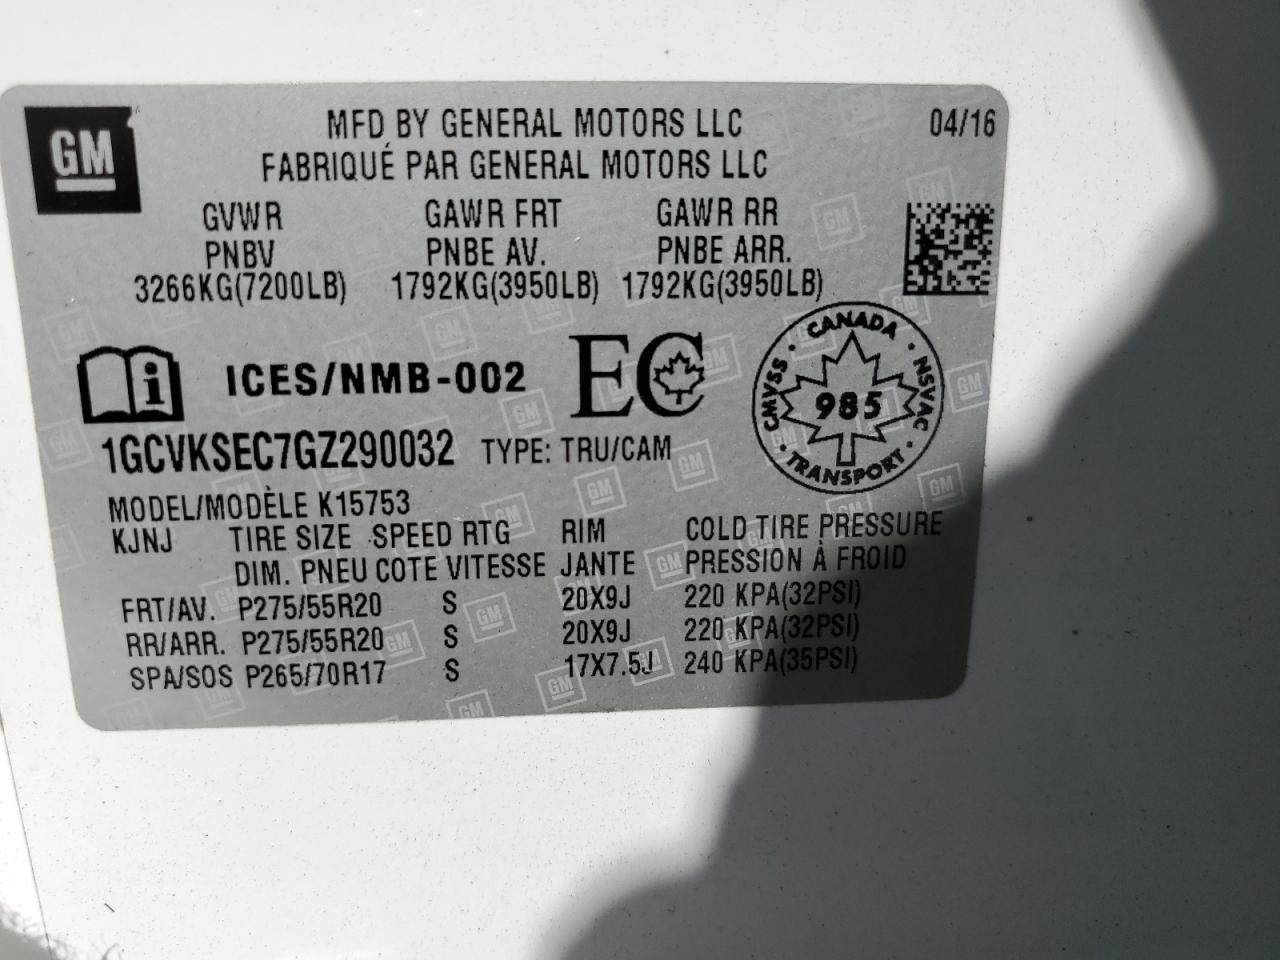 GM
MFD BY GENERAL MOTORS LLC
04/16
FABRIQUÉ PAR GENERAL MOTORS LLC
GVWR GAWR FRT GAWR RR
PNBV PNBE AV. PNBE ARR.
3266KG(7200LB) 1792KG(3950LB) 1792KG(3950LB)
i ICES/NMB-002 EC
CANADA
CMVSS 985 NSVAC
TRANSPORT
1GCVKSEC7GZ290032 TYPE: TRU/CAM
MODEL/MODÈLE K15753
KJNJ TIRE SIZE SPEED RTG RIM COLD TIRE PRESSURE
DIM. PNEU COTE VITESSE JANTE PRESSION À FROID
FRT/AV. P275/55R20 S 20X9J 220 KPA(32PSI)
RR/ARR. P275/55R20 S 20X9J 220 KPA(32PSI)
SPA/SOS P265/70R17 S 17X7.5J 240 KPA(35PSI)